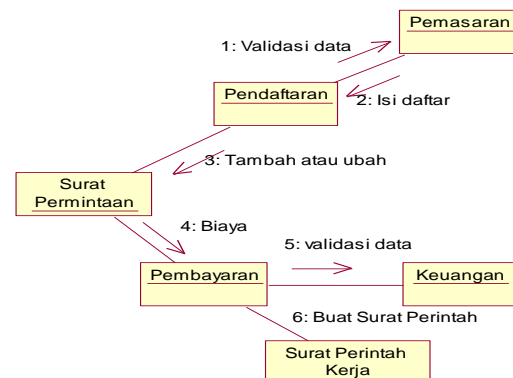 Pemasaran
1: Validasi data
Pendaftaran
2: Isi daftar
3: Tambah atau ubah
Surat
Permintaan
4: Biaya
5: validasi data
Pembayaran
Keuangan
6: Buat Surat Perintah
Surat Perintah
Kerja